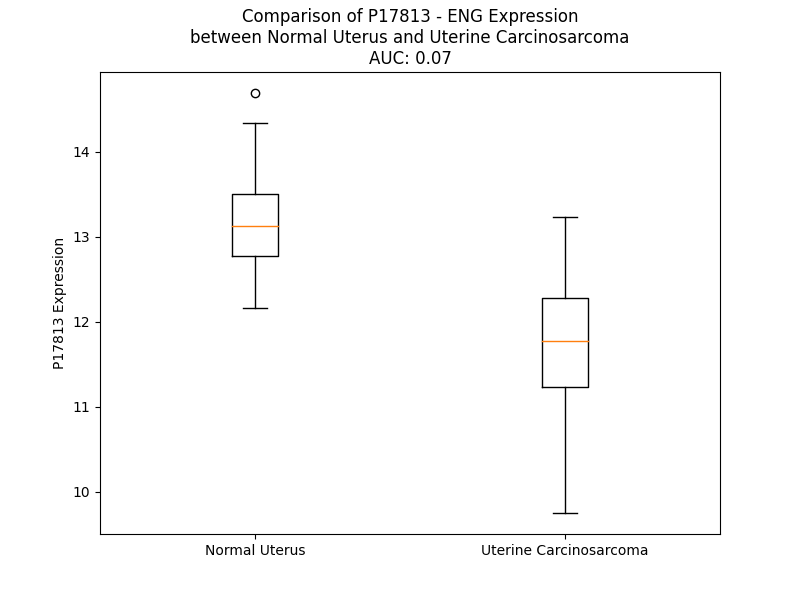 Comparison of P17813 - ENG Expression
between Normal Uterus and Uterine Carcinosarcoma
AUC: 0.07
P17813 Expression
14
13
12
11
10
Normal Uterus
Uterine Carcinosarcoma